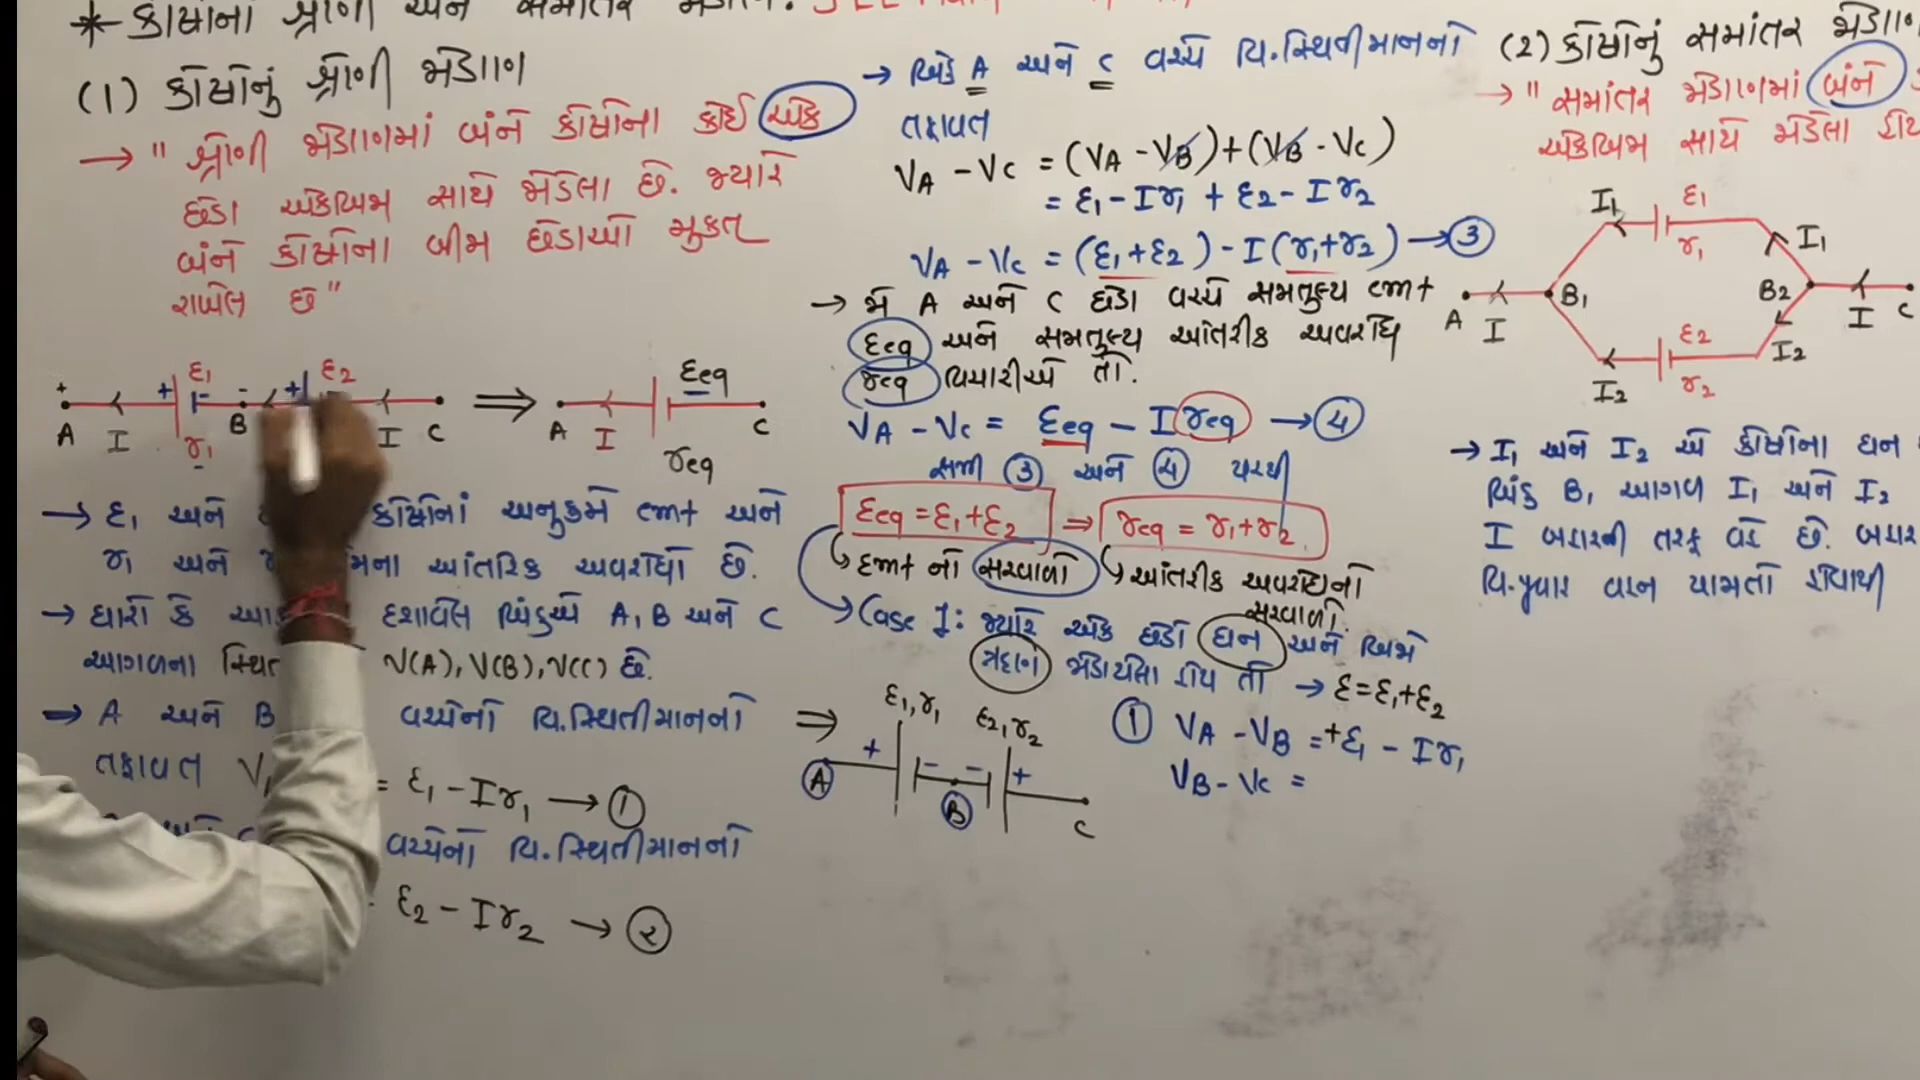 * કોષોના શ્રેણી અને સમાંતર
(1) કોષોનું શ્રેણી જોડાણ
→ " શ્રેણી જોડાણમાં બંને કોષોના કોઈ એક
છેડા એકબીજા સાથે જોડેલા છે. જ્યારે
બંને કોષોના બીજા છેડાઓ મુક્ત
રાખેલ છે"
+ + ε₁ - + ε₂
A I r₁ B I C
⇒
εeq
A I C
req
→ ε₁ અને કોષોનાં અનુક્રમે emf અને
r₁ અને આંતરિક અવરોધો છે.
→ ધારો કે દર્શાવેલ બિંદુએ A, B અને C
આગળના V(A), V(B), V(C) છે.
→ A અને B વચ્ચેનો વિ.સ્થિતીમાનનો
તફાવત = ε₁ - Ir₁ → ①
વચ્ચેનો વિ.સ્થિતીમાનનો
ε₂ - Ir₂ → ②
→ બિંદુ A અને C વચ્ચે વિ.સ્થિતીમાનનો
તફાવત
VA - VC = (VA - VB) + (VB - VC)
= ε₁ - Ir₁ + ε₂ - Ir₂
VA - VC = (ε₁+ε₂) - I(r₁+r₂) → ③
→ જો A અને C છેડા વચ્ચે સમતુલ્ય emf
εeq અને સમતુલ્ય આંતરીક અવરોધ
req વિચારીએ તો.
VA - VC = εeq - I req → ④
સમી ③ અને ④ પરથી
εeq = ε₁+ε₂ ⇒ req = r₁+r₂
emf નો સરવાળો આંતરીક અવરોધનો
સરવાળો.
→ Case I: જ્યારે એક છેડો ધન અને બીજો
ઋણ જોડાયેલા હોય તો → ε=ε₁+ε₂
⇒ ε₁,r₁ ε₂,r₂
+ - - +
A B C
① VA - VB = +ε₁ - Ir₁
VB - VC =
(2) કોષોનું સમાંતર જોડાણ
→ " સમાંતર જોડાણમાં બંને
એકબીજા સાથે જોડેલા
I₁ ε₁ r₁ I₁
A I B₁ B₂ I C
I₂ ε₂ r₂ I₂
→ I₁ અને I₂ એ કોષોના ધન
બિંદુ B₁ આગળ I₁ અને I₂
I બહારની તરફ વહે છે.
વિ.ભાર વહન પામતો હોવાથી